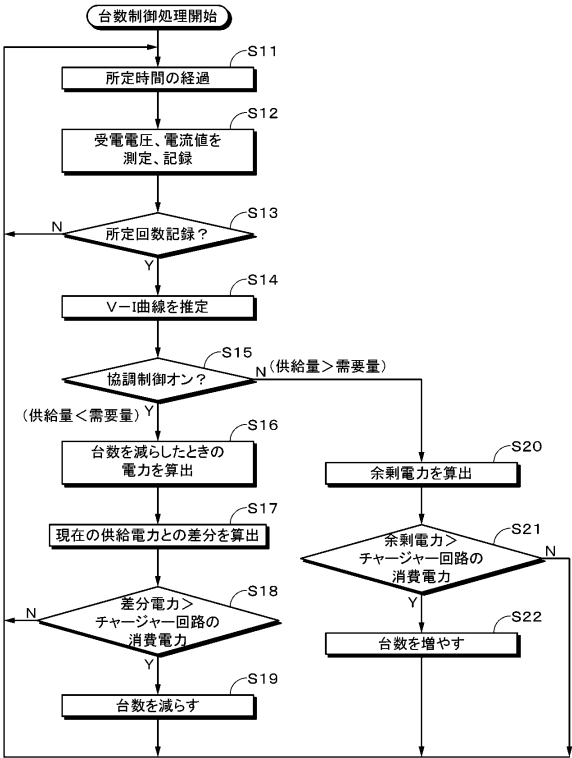 台数制御処理開始
S11
所定時間の経過
S12
受電電圧、電流値を
測定、記録
S13
所定回数記録？
N
Y
S14
V－I曲線を推定
S15
協調制御オン？
N
(供給量＞需要量)
(供給量＜需要量)
Y
S16
台数を減らしたときの
電力を算出
S17
現在の供給電力との差分を算出
S18
差分電力＞
チャージャー回路の
消費電力
N
Y
S19
台数を減らす
S20
余剰電力を算出
S21
余剰電力＞
チャージャー回路の
消費電力
N
Y
S22
台数を増やす